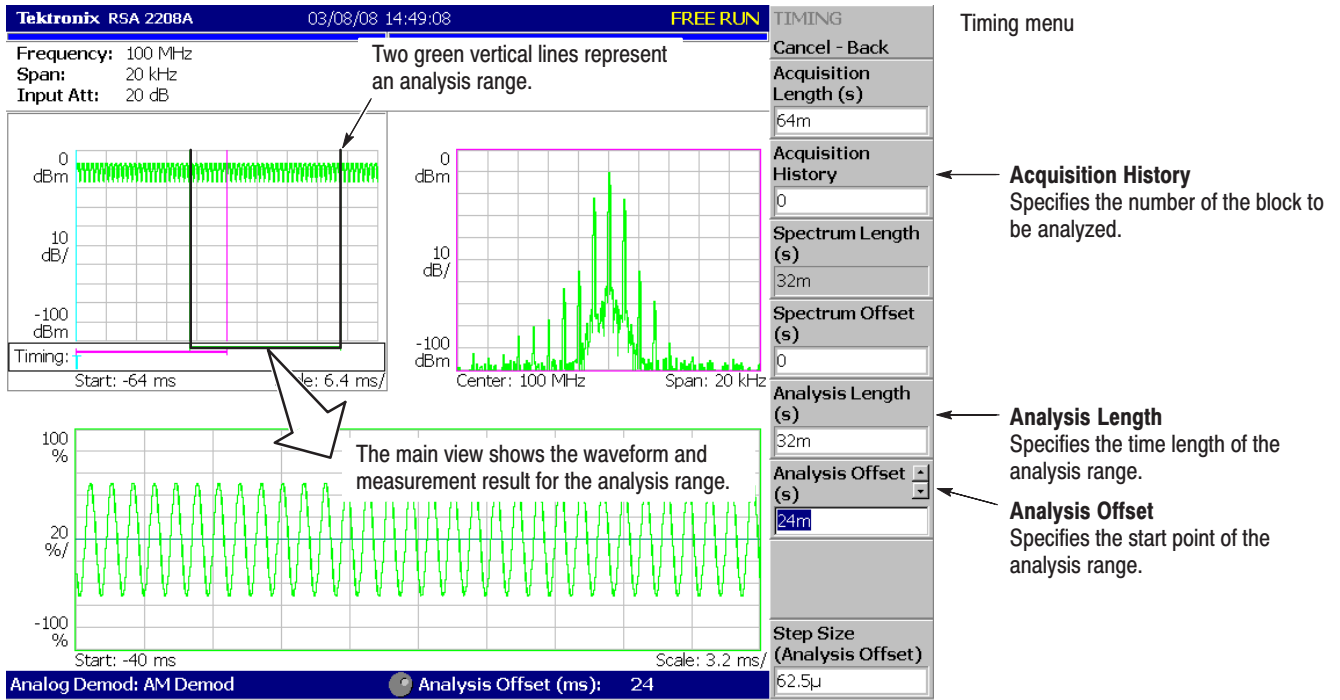 Tektronix RSA 2208A 03/08/08 14:49:08 FREE RUN
Frequency: 100 MHz
Span: 20 kHz
Input Att: 20 dB
Two green vertical lines represent
an analysis range.
0
dBm
10
dB/
-100
dBm
Timing:
Start: -64 ms
le: 6.4 ms/
0
dBm
10
dB/
-100
dBm
Center: 100 MHz Span: 20 kHz
100
%
20
%/
-100
%
The main view shows the waveform and
measurement result for the analysis range.
Start: -40 ms Scale: 3.2 ms/
Analog Demod: AM Demod Analysis Offset (ms): 24
TIMING
Cancel - Back
Acquisition
Length (s)
64m
Acquisition
History
0
Spectrum Length
(s)
32m
Spectrum Offset
(s)
0
Analysis Length
(s)
32m
Analysis Offset
(s)
24m
Step Size
(Analysis Offset)
62.5µ
Timing menu
Acquisition History
Specifies the number of the block to
be analyzed.
Analysis Length
Specifies the time length of the
analysis range.
Analysis Offset
Specifies the start point of the
analysis range.